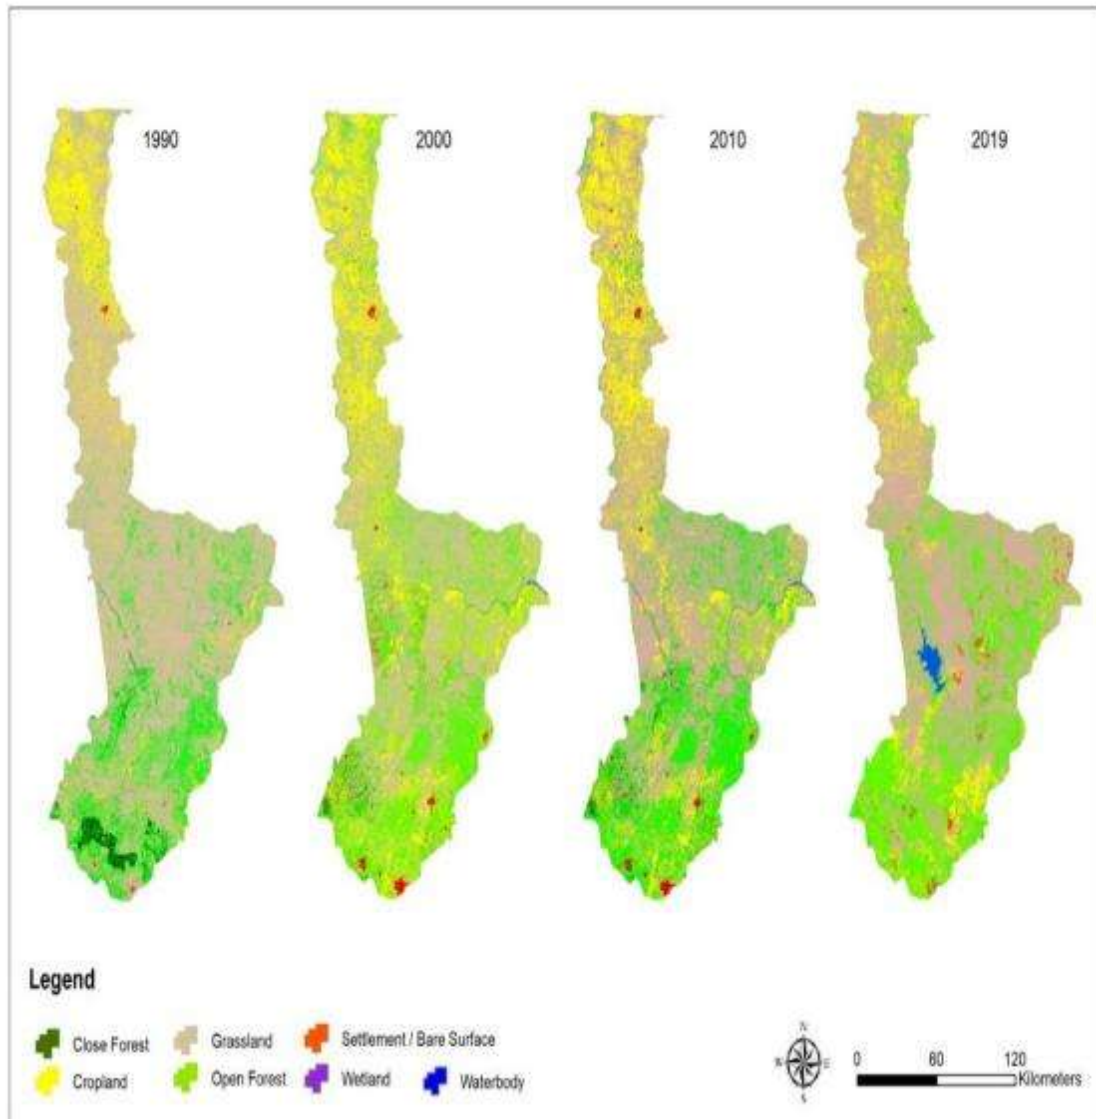 1990 2000 2010 2019
Legend
Close Forest Grassland Settlement / Bare Surface
Cropland Open Forest Wetland Waterbody
N
W E
S
0 60 120
Kilometers